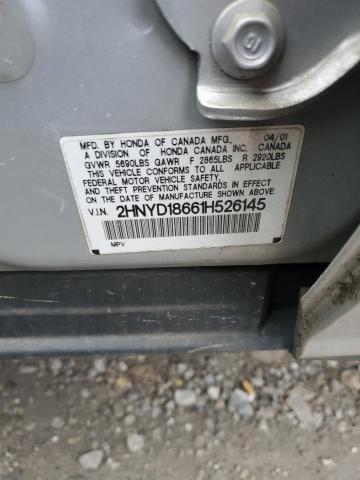 MFD. BY HONDA OF CANADA MFG. 04/01
A DIVISION OF HONDA CANADA INC., CANADA
GVWR 5690LBS GAWR F 2865LBS R 2920LBS
THIS VEHICLE CONFORMS TO ALL APPLICABLE
FEDERAL MOTOR VEHICLE SAFETY,
AND THEFT PREVENTION STANDARDS IN EFFECT
ON THE DATE OF MANUFACTURE SHOWN ABOVE.
V.I.N. 2HNYD18661H526145
MPV